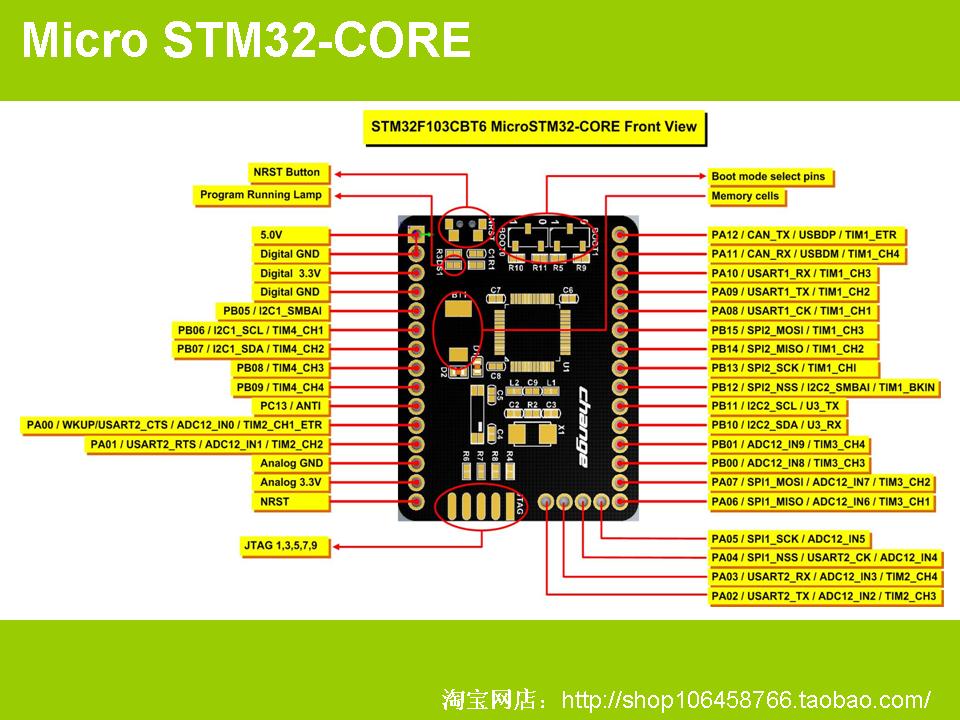 Micro STM32-CORE
STM32F103CBT6 MicroSTM32-CORE Front View
NRST Button
Program Running Lamp
5.0V
Digital GND
Digital 3.3V
Digital GND
PB05 / I2C1_SMBAI
PB06 / I2C1_SCL / TIM4_CH1
PB07 / I2C1_SDA / TIM4_CH2
PB08 / TIM4_CH3
PB09 / TIM4_CH4
PC13 / ANTI
PA00 / WKUP/USART2_CTS / ADC12_IN0 / TIM2_CH1_ETR
PA01 / USART2_RTS / ADC12_IN1 / TIM2_CH2
Analog GND
Analog 3.3V
NRST
JTAG 1,3,5,7,9
NRST
1 0 1 0
BOOT0
BOOT1
R3
DS1
C1
R1
R10
R11
R5
R9
C7
C6
BT1
D2
C8
U1
L2
C9
L1
C5
C2
R2
C3
C4
X1
change
R6
R7
R8
R4
JTAG
Boot mode select pins
Memory cells
PA12 / CAN_TX / USBDP / TIM1_ETR
PA11 / CAN_RX / USBDM / TIM1_CH4
PA10 / USART1_RX / TIM1_CH3
PA09 / USART1_TX / TIM1_CH2
PA08 / USART1_CK / TIM1_CH1
PB15 / SPI2_MOSI / TIM1_CH3
PB14 / SPI2_MISO / TIM1_CH2
PB13 / SPI2_SCK / TIM1_CHI
PB12 / SPI2_NSS / I2C2_SMBAI / TIM1_BKIN
PB11 / I2C2_SCL / U3_TX
PB10 / I2C2_SDA / U3_RX
PB01 / ADC12_IN9 / TIM3_CH4
PB00 / ADC12_IN8 / TIM3_CH3
PA07 / SPI1_MOSI / ADC12_IN7 / TIM3_CH2
PA06 / SPI1_MISO / ADC12_IN6 / TIM3_CH1
PA05 / SPI1_SCK / ADC12_IN5
PA04 / SPI1_NSS / USART2_CK / ADC12_IN4
PA03 / USART2_RX / ADC12_IN3 / TIM2_CH4
PA02 / USART2_TX / ADC12_IN2 / TIM2_CH3
淘宝网店：http://shop106458766.taobao.com/